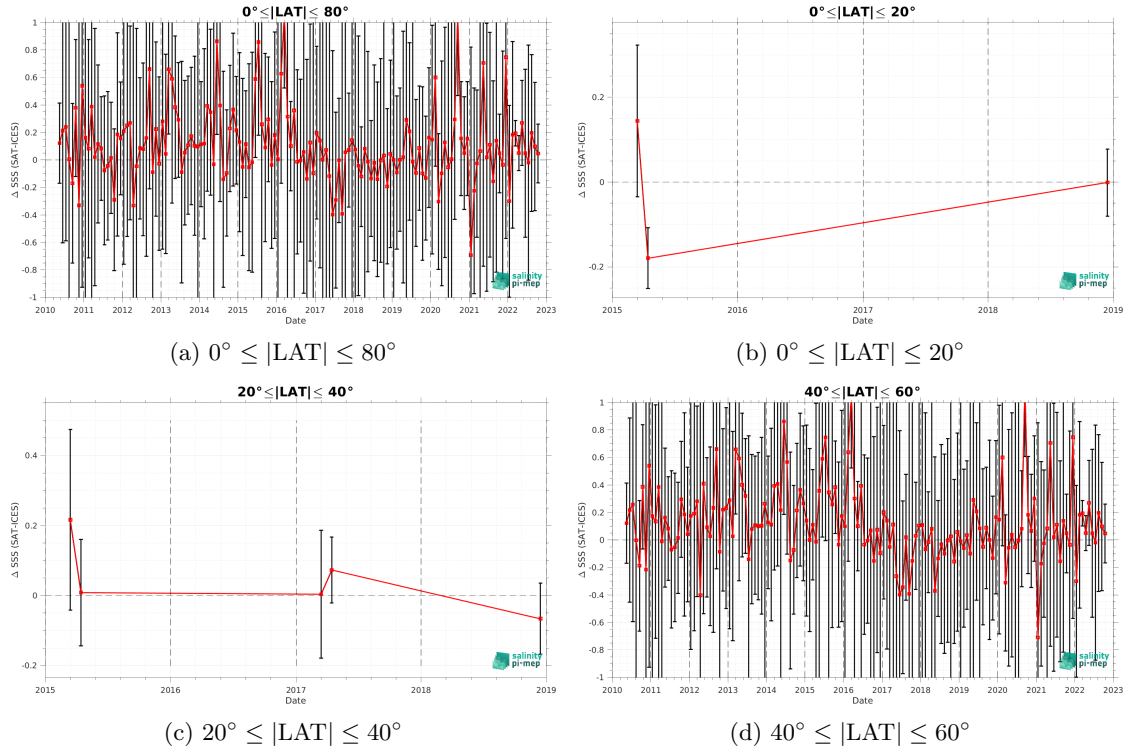 0°≤|LAT|≤ 80°
1
0.8
0.6
0.4
0.2
0
-0.2
-0.4
-0.6
-0.8
-1
Δ SSS (SAT-ICES)
2010 2011 2012 2013 2014 2015 2016 2017 2018 2019 2020 2021 2022 2023
Date
salinity
pi-mep
(a) 0° ≤ |LAT| ≤ 80°
0°≤|LAT|≤ 20°
0.2
0
-0.2
Δ SSS (SAT-ICES)
2015 2016 2017 2018 2019
Date
salinity
pi-mep
(b) 0° ≤ |LAT| ≤ 20°
20°≤|LAT|≤ 40°
0.4
0.2
0
-0.2
Δ SSS (SAT-ICES)
2015 2016 2017 2018 2019
Date
salinity
pi-mep
(c) 20° ≤ |LAT| ≤ 40°
40°≤|LAT|≤ 60°
1
0.8
0.6
0.4
0.2
0
-0.2
-0.4
-0.6
-0.8
-1
Δ SSS (SAT-ICES)
2010 2011 2012 2013 2014 2015 2016 2017 2018 2019 2020 2021 2022 2023
Date
salinity
pi-mep
(d) 40° ≤ |LAT| ≤ 60°